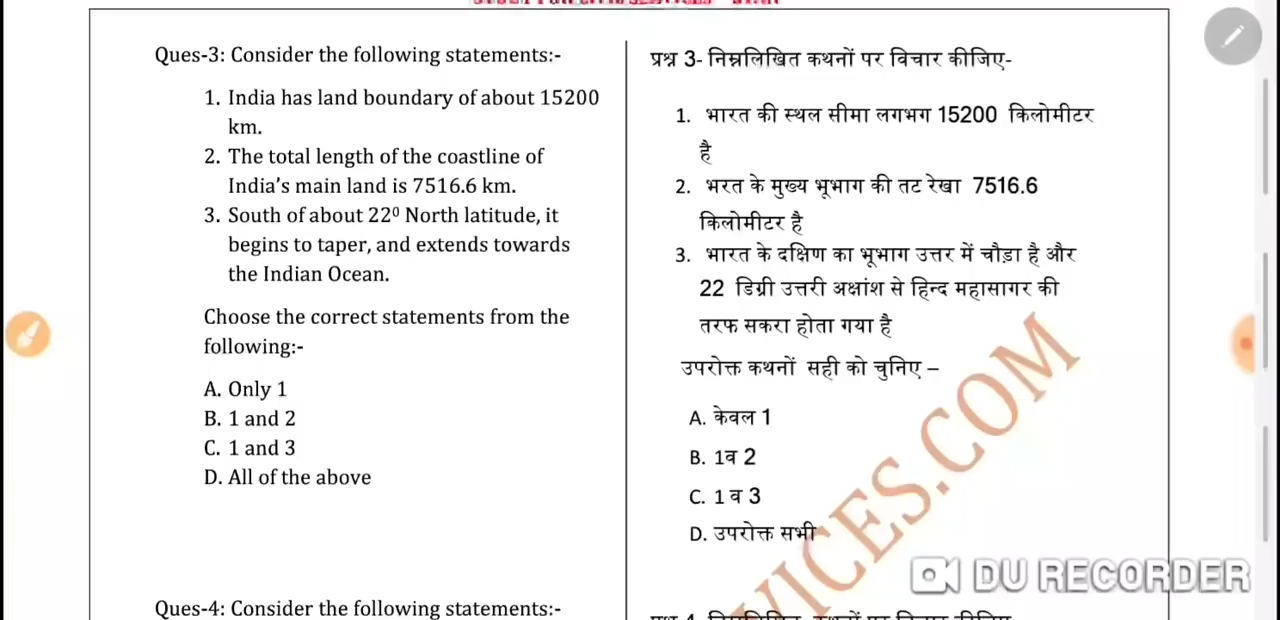 Ques-3: Consider the following statements:-
1. India has land boundary of about 15200
km.
2. The total length of the coastline of
India's main land is 7516.6 km.
3. South of about 22⁰ North latitude, it
begins to taper, and extends towards
the Indian Ocean.
Choose the correct statements from the
following:-
A. Only 1
B. 1 and 2
C. 1 and 3
D. All of the above
Ques-4: Consider the following statements:-
प्रश्न 3- निम्नलिखित कथनों पर विचार कीजिए-
1. भारत की स्थल सीमा लगभग 15200 किलोमीटर
है
2. भरत के मुख्य भूभाग की तट रेखा 7516.6
किलोमीटर है
3. भारत के दक्षिण का भूभाग उत्तर में चौड़ा है और
22 डिग्री उत्तरी अक्षांश से हिन्द महासागर की
तरफ सकरा होता गया है
उपरोक्त कथनों सही को चुनिए –
A. केवल 1
B. 1व 2
C. 1 व 3
D. उपरोक्त सभी
VICES.COM
DU RECORDER